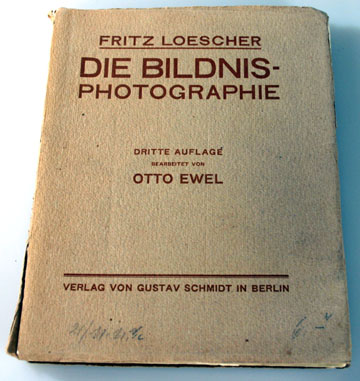 FRITZ LOESCHER
DIE BILDNIS-
PHOTOGRAPHIE
DRITTE AUFLAGE
BEARBEITET VON
OTTO EWEL
VERLAG VON GUSTAV SCHMIDT IN BERLIN